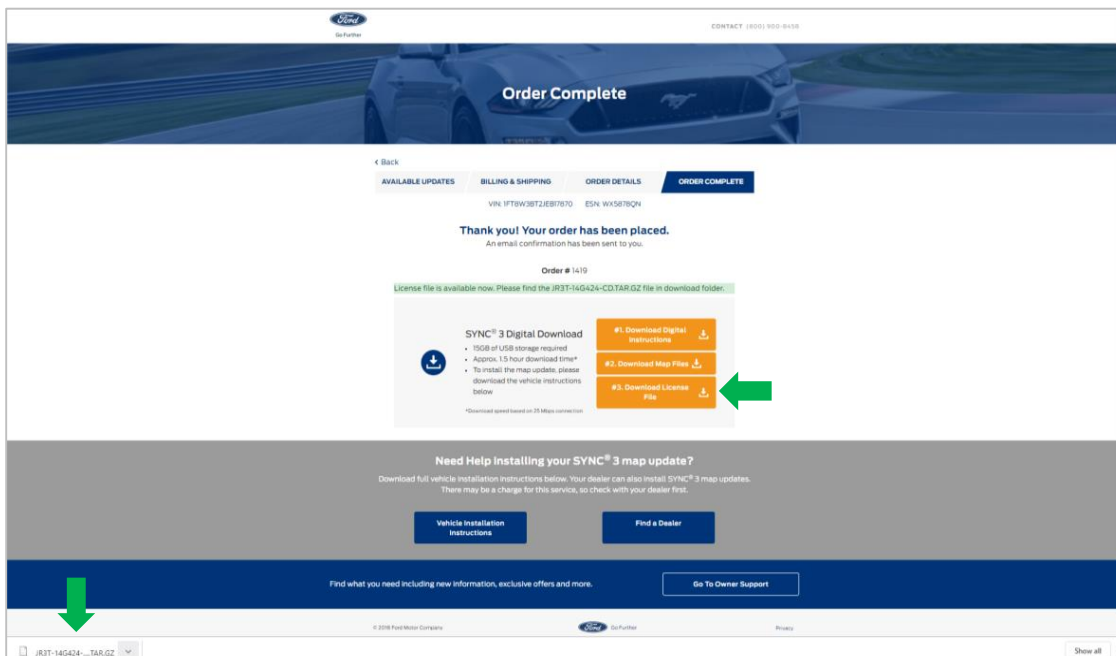 Ford
Go Further
CONTACT (800) 900-8458
Order Complete
‹ Back
AVAILABLE UPDATES
BILLING & SHIPPING
ORDER DETAILS
ORDER COMPLETE
VIN: 1FT8W3BT2JEB17870 ESN: WX5878QN
Thank you! Your order has been placed.
An email confirmation has been sent to you.
Order # 1419
License file is available now. Please find the JR3T-14G424-CD.TAR.GZ file in download folder.
SYNC® 3 Digital Download
• 15GB of USB storage required
• Approx. 1.5 hour download time*
• To install the map update, please
download the vehicle instructions
below
*Download speed based on 25 Mbps connection
#1. Download Digital
Instructions
#2. Download Map Files
#3. Download License
File
Need Help Installing your SYNC® 3 map update?
Download full vehicle installation instructions below. Your dealer can also install SYNC® 3 map updates.
There may be a charge for this service, so check with your dealer first.
Vehicle Installation
Instructions
Find a Dealer
Find what you need including new information, exclusive offers and more.
Go To Owner Support
© 2018 Ford Motor Company
Ford
Go Further
Privacy
JR3T-14G424-....TAR.GZ
Show all